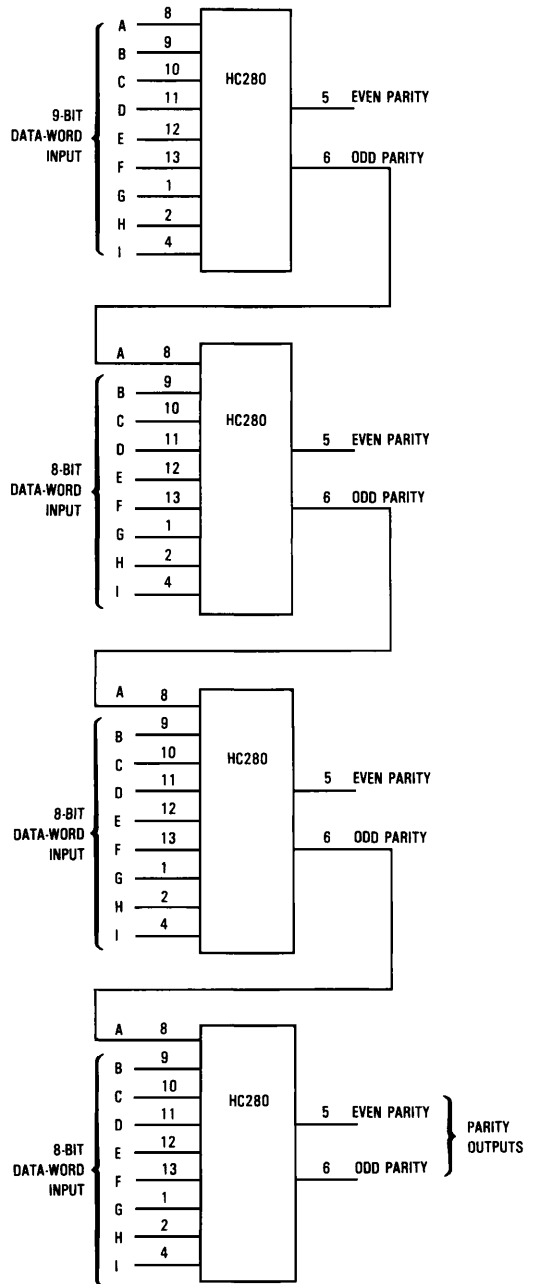 A 8
B 9
C 10
HC280
D 11
5 EVEN PARITY
9-BIT
DATA-WORD
INPUT
E 12
F 13
6 ODD PARITY
G 1
H 2
I 4
A 8
B 9
C 10
HC280
D 11
5 EVEN PARITY
8-BIT
DATA-WORD
INPUT
E 12
F 13
6 ODD PARITY
G 1
H 2
I 4
A 8
B 9
C 10
HC280
D 11
5 EVEN PARITY
8-BIT
DATA-WORD
INPUT
E 12
F 13
6 ODD PARITY
G 1
H 2
I 4
A 8
B 9
C 10
HC280
D 11
5 EVEN PARITY
PARITY
OUTPUTS
8-BIT
DATA-WORD
INPUT
E 12
F 13
6 ODD PARITY
G 1
H 2
I 4